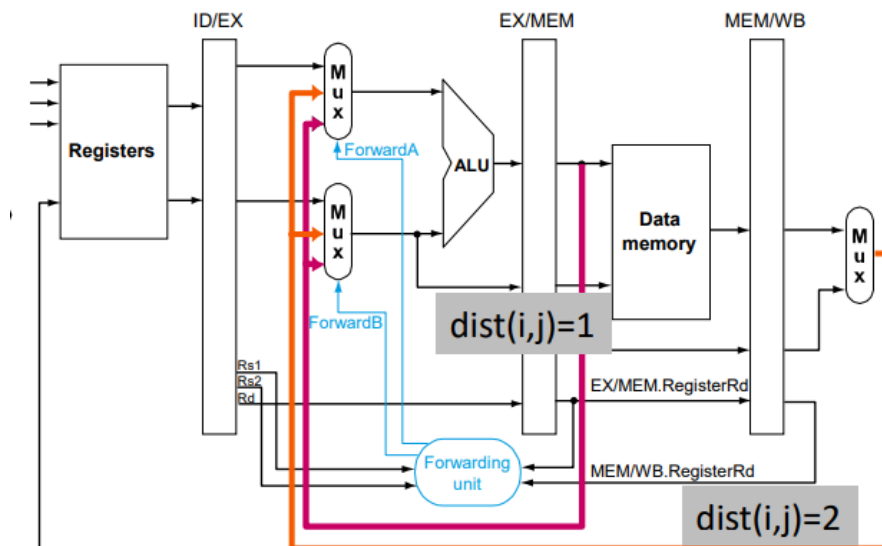 ID/EX
EX/MEM
MEM/WB
Registers
Mux
ForwardA
ALU
Mux
Data
memory
Mux
dist(i,j)=1
ForwardB
Rs1
Rs2
Rd
EX/MEM.RegisterRd
Forwarding
unit
MEM/WB.RegisterRd
dist(i,j)=2